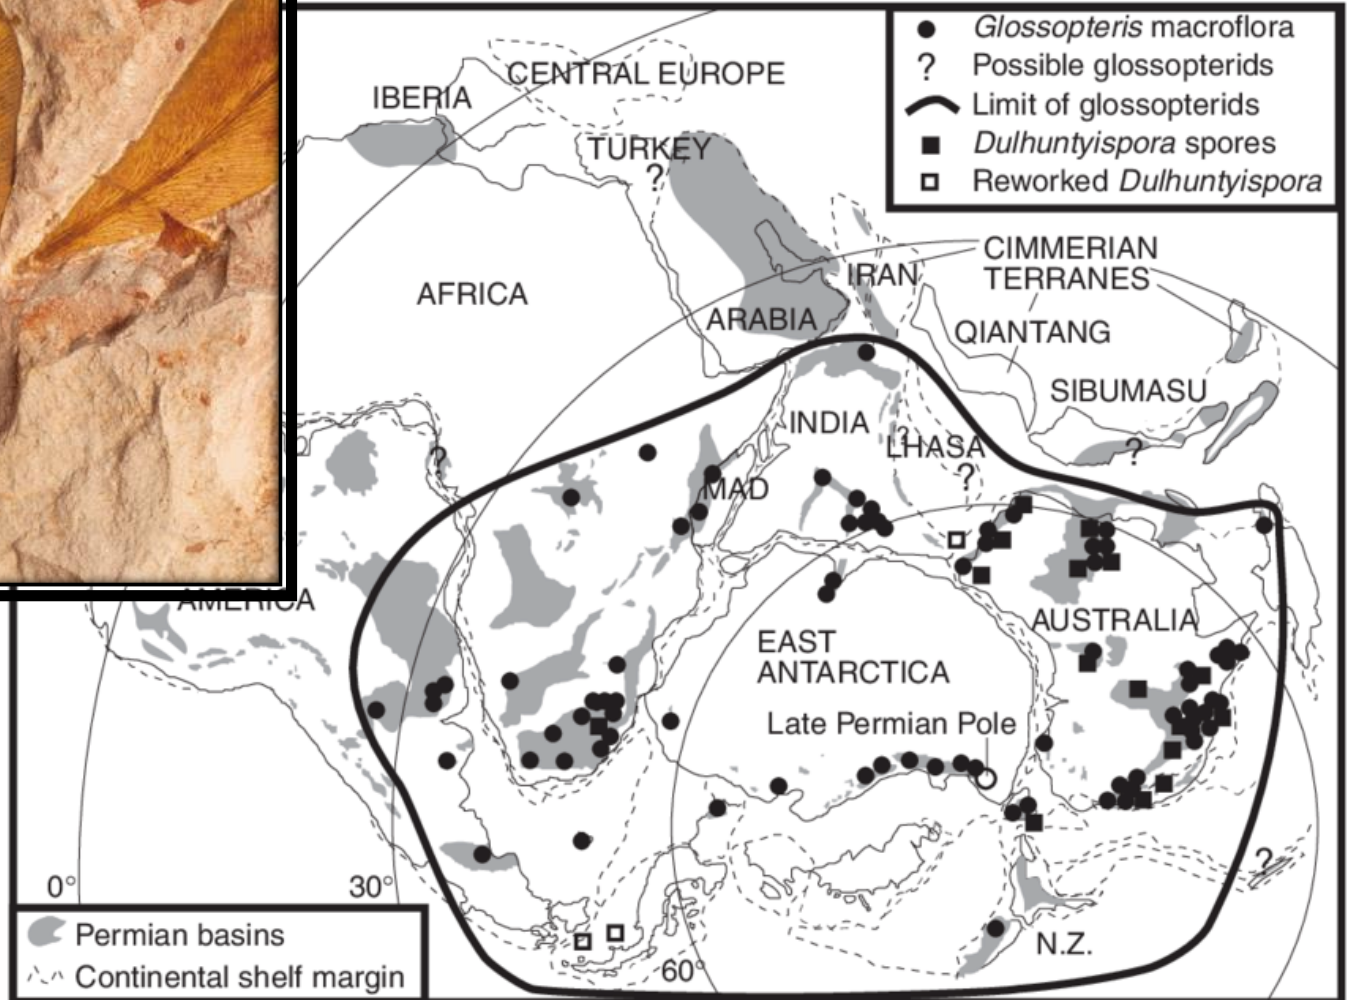 Glossopteris macroflora
? Possible glossopterids
Limit of glossopterids
Dulhuntyispora spores
Reworked Dulhuntyispora
CENTRAL EUROPE
IBERIA
TURKEY
?
CIMMERIAN
TERRANES
IRAN
AFRICA
ARABIA
QIANTANG
SIBUMASU
INDIA
?
LHASA
?
?
?
MAD
AMERICA
AUSTRALIA
EAST
ANTARCTICA
Late Permian Pole
?
0°
30°
Permian basins
N.Z.
60°
Continental shelf margin